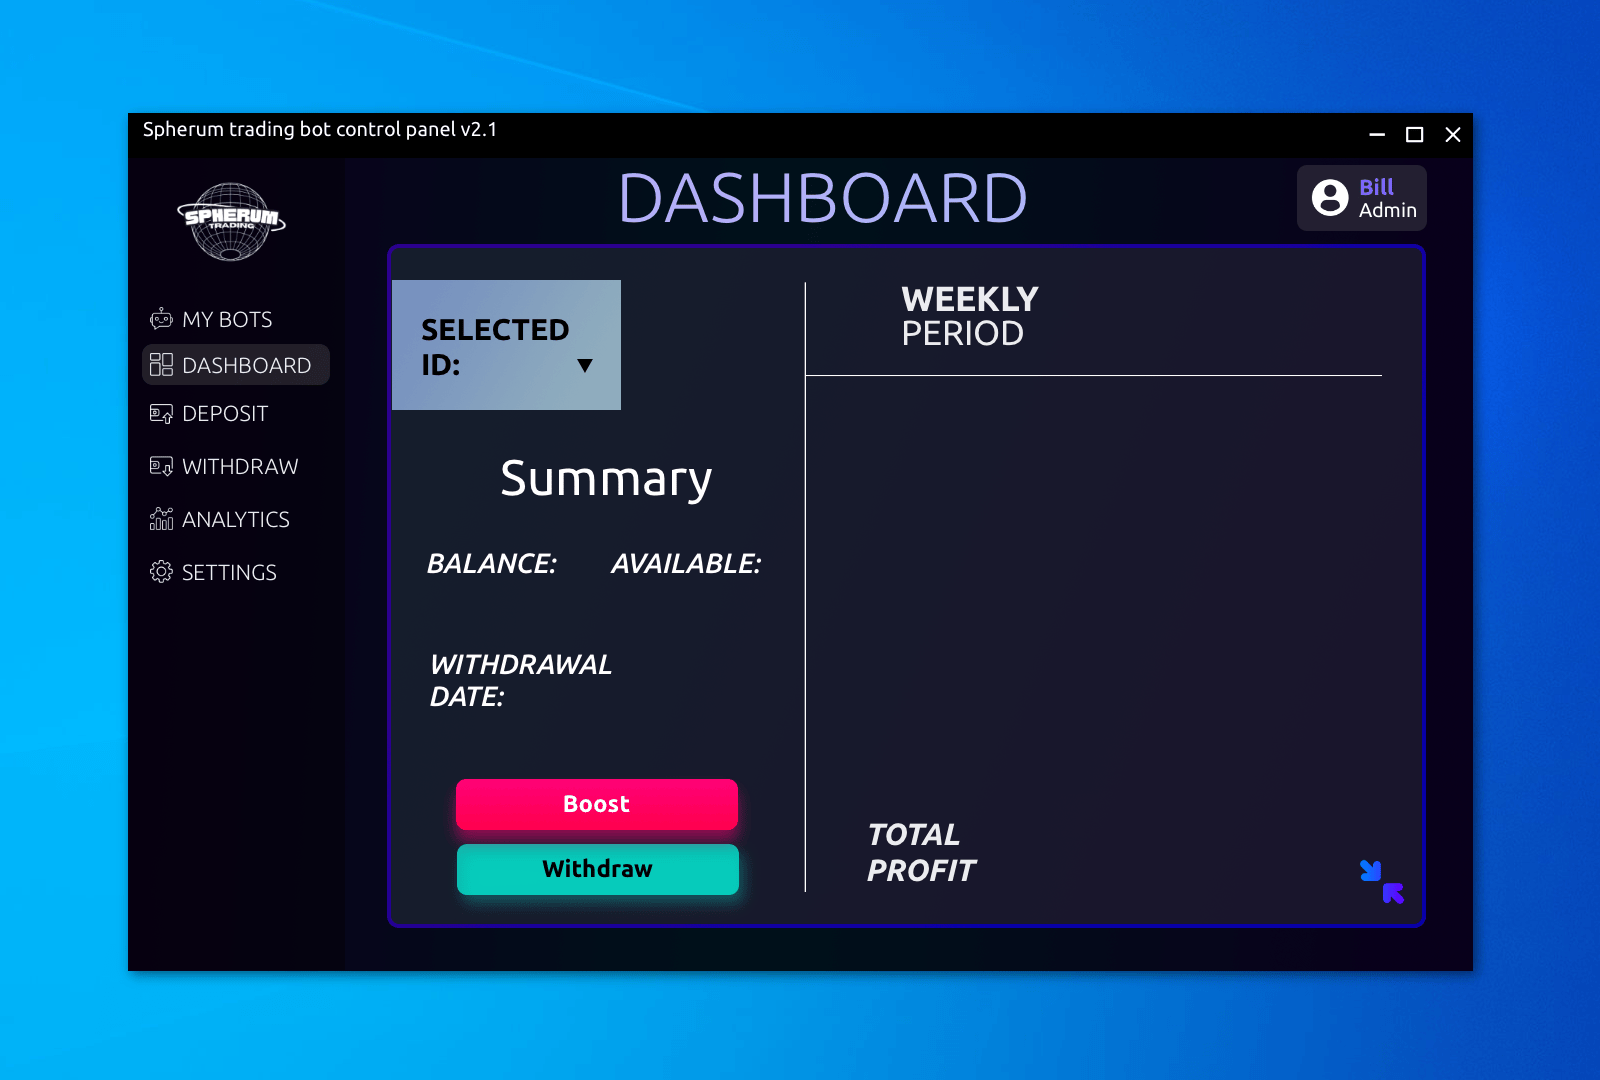 Spherum trading bot control panel v2.1
SPHERUM
TRADING
DASHBOARD
Bill
Admin
MY BOTS
DASHBOARD
DEPOSIT
WITHDRAW
ANALYTICS
SETTINGS
SELECTED
ID:
Summary
BALANCE:
AVAILABLE:
WITHDRAWAL
DATE:
Boost
Withdraw
WEEKLY
PERIOD
TOTAL
PROFIT